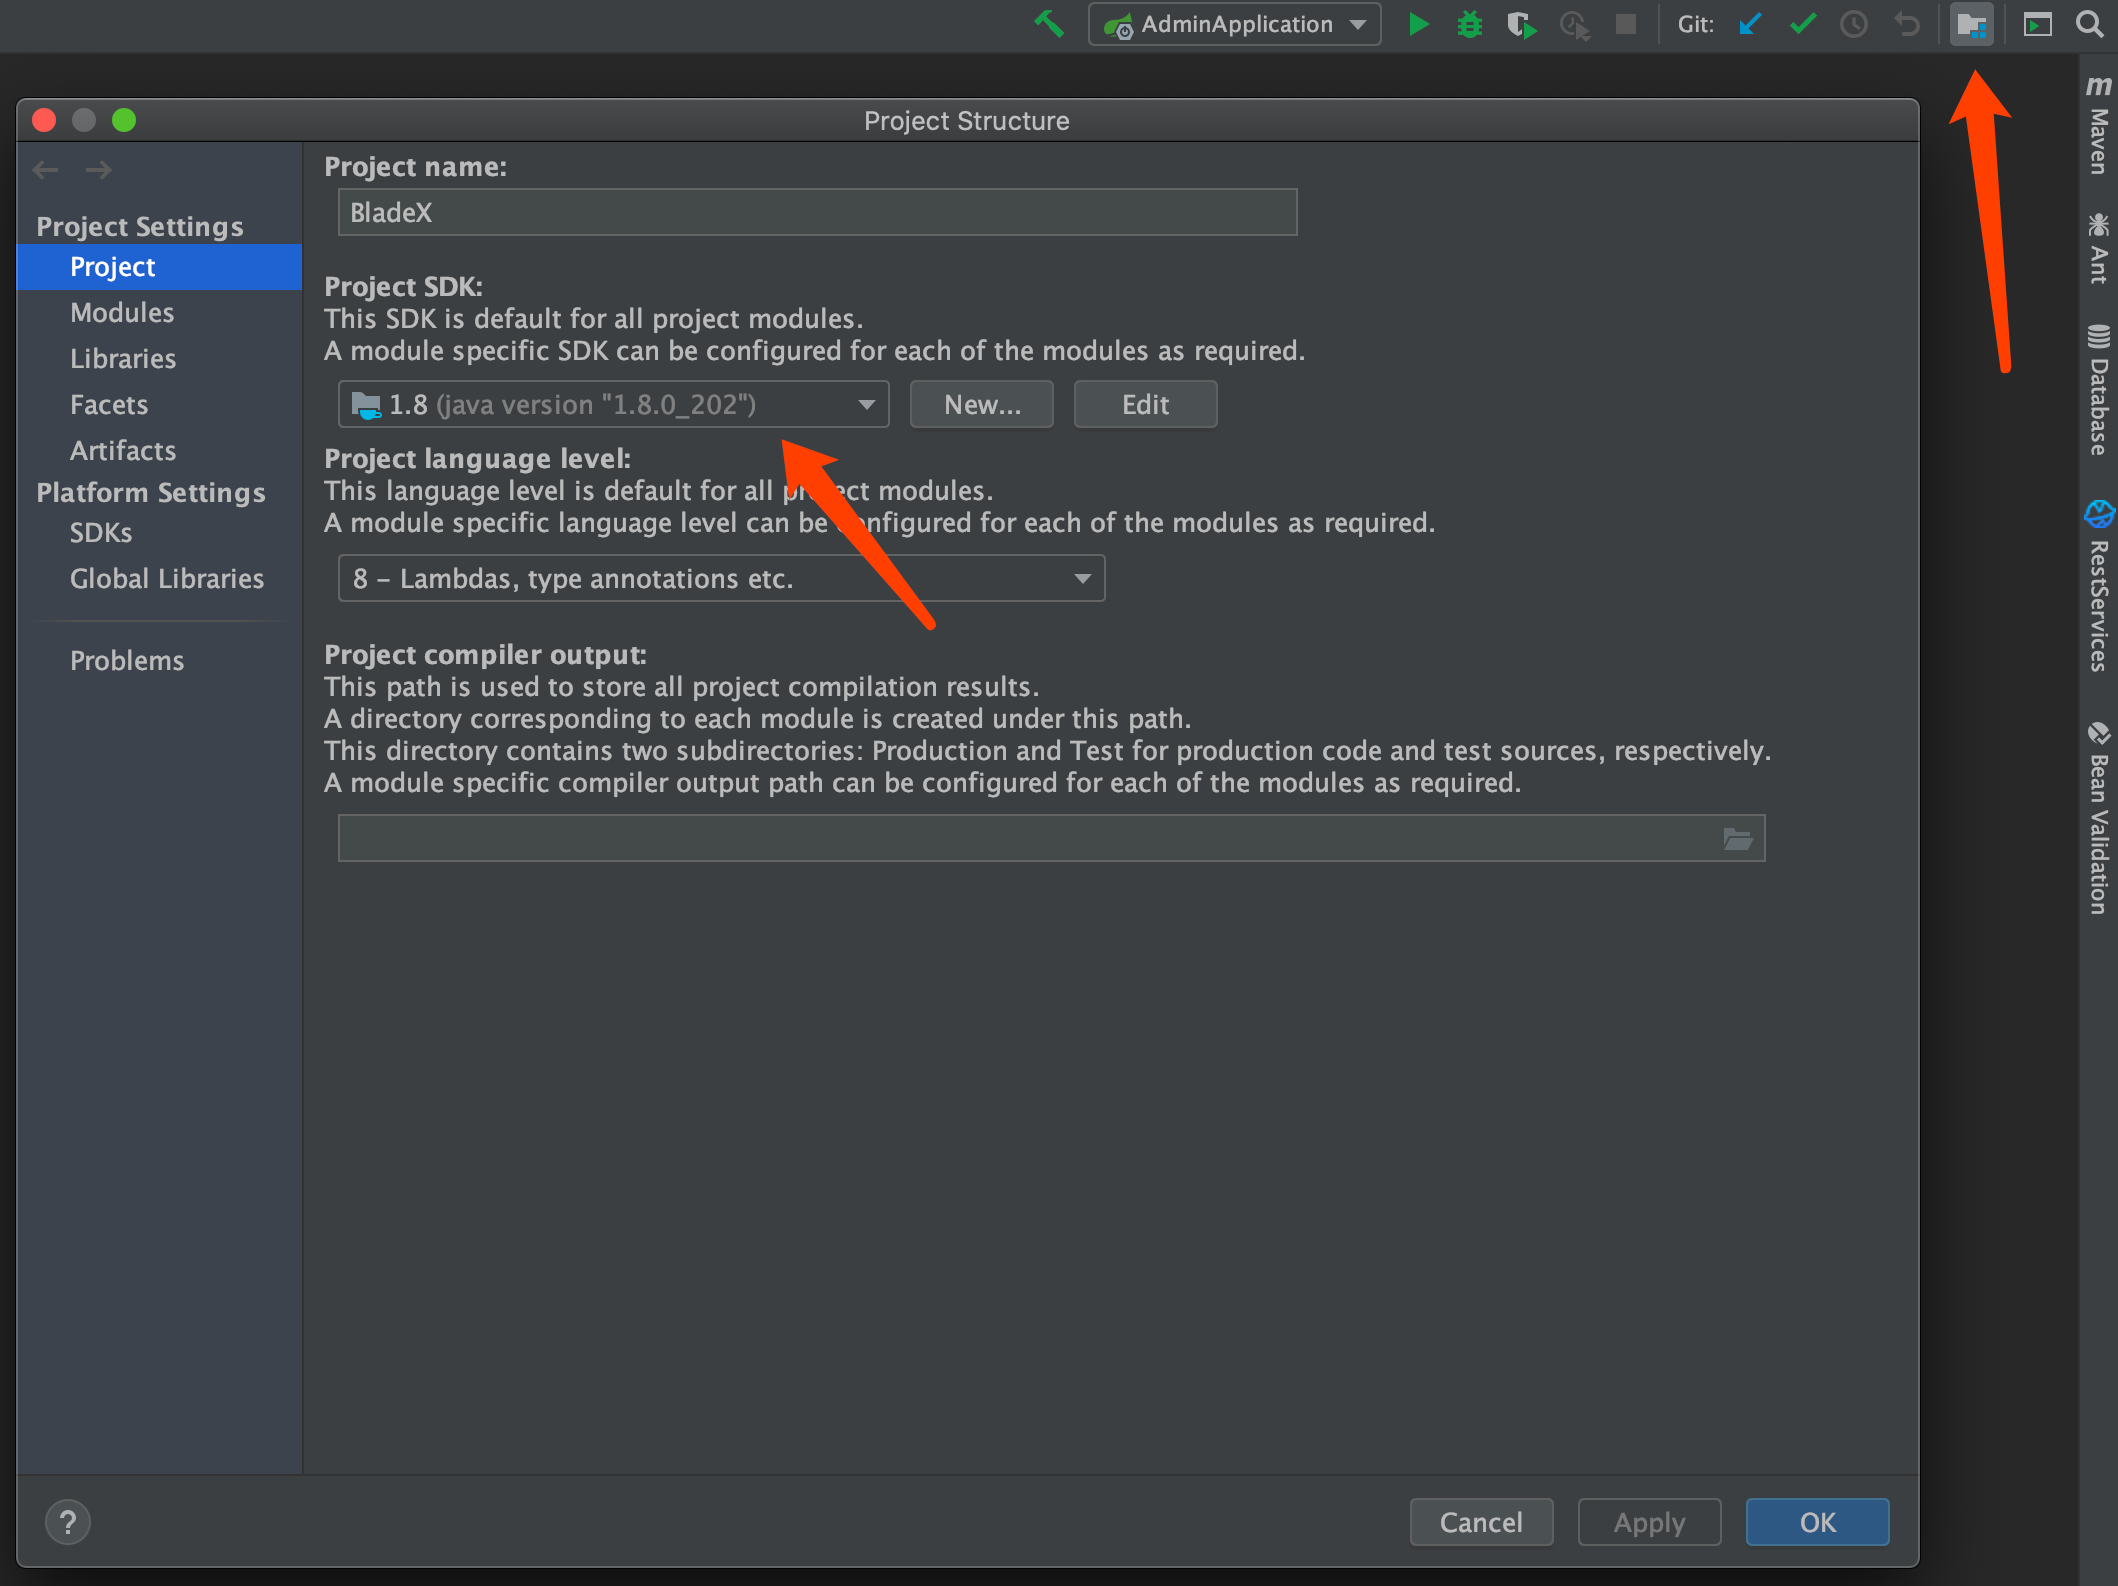 AdminApplication
Git:
Project Structure
Project name:
BladeX
Project Settings
Project
Modules
Libraries
Facets
Artifacts
Platform Settings
SDKs
Global Libraries
Problems
Project SDK:
This SDK is default for all project modules.
A module specific SDK can be configured for each of the modules as required.
1.8 (java version "1.8.0_202")
New...
Edit
Project language level:
This language level is default for all project modules.
A module specific language level can be configured for each of the modules as required.
8 – Lambdas, type annotations etc.
Project compiler output:
This path is used to store all project compilation results.
A directory corresponding to each module is created under this path.
This directory contains two subdirectories: Production and Test for production code and test sources, respectively.
A module specific compiler output path can be configured for each of the modules as required.
?
Cancel
Apply
OK
m
Maven
Ant
Database
RestServices
Bean Validation